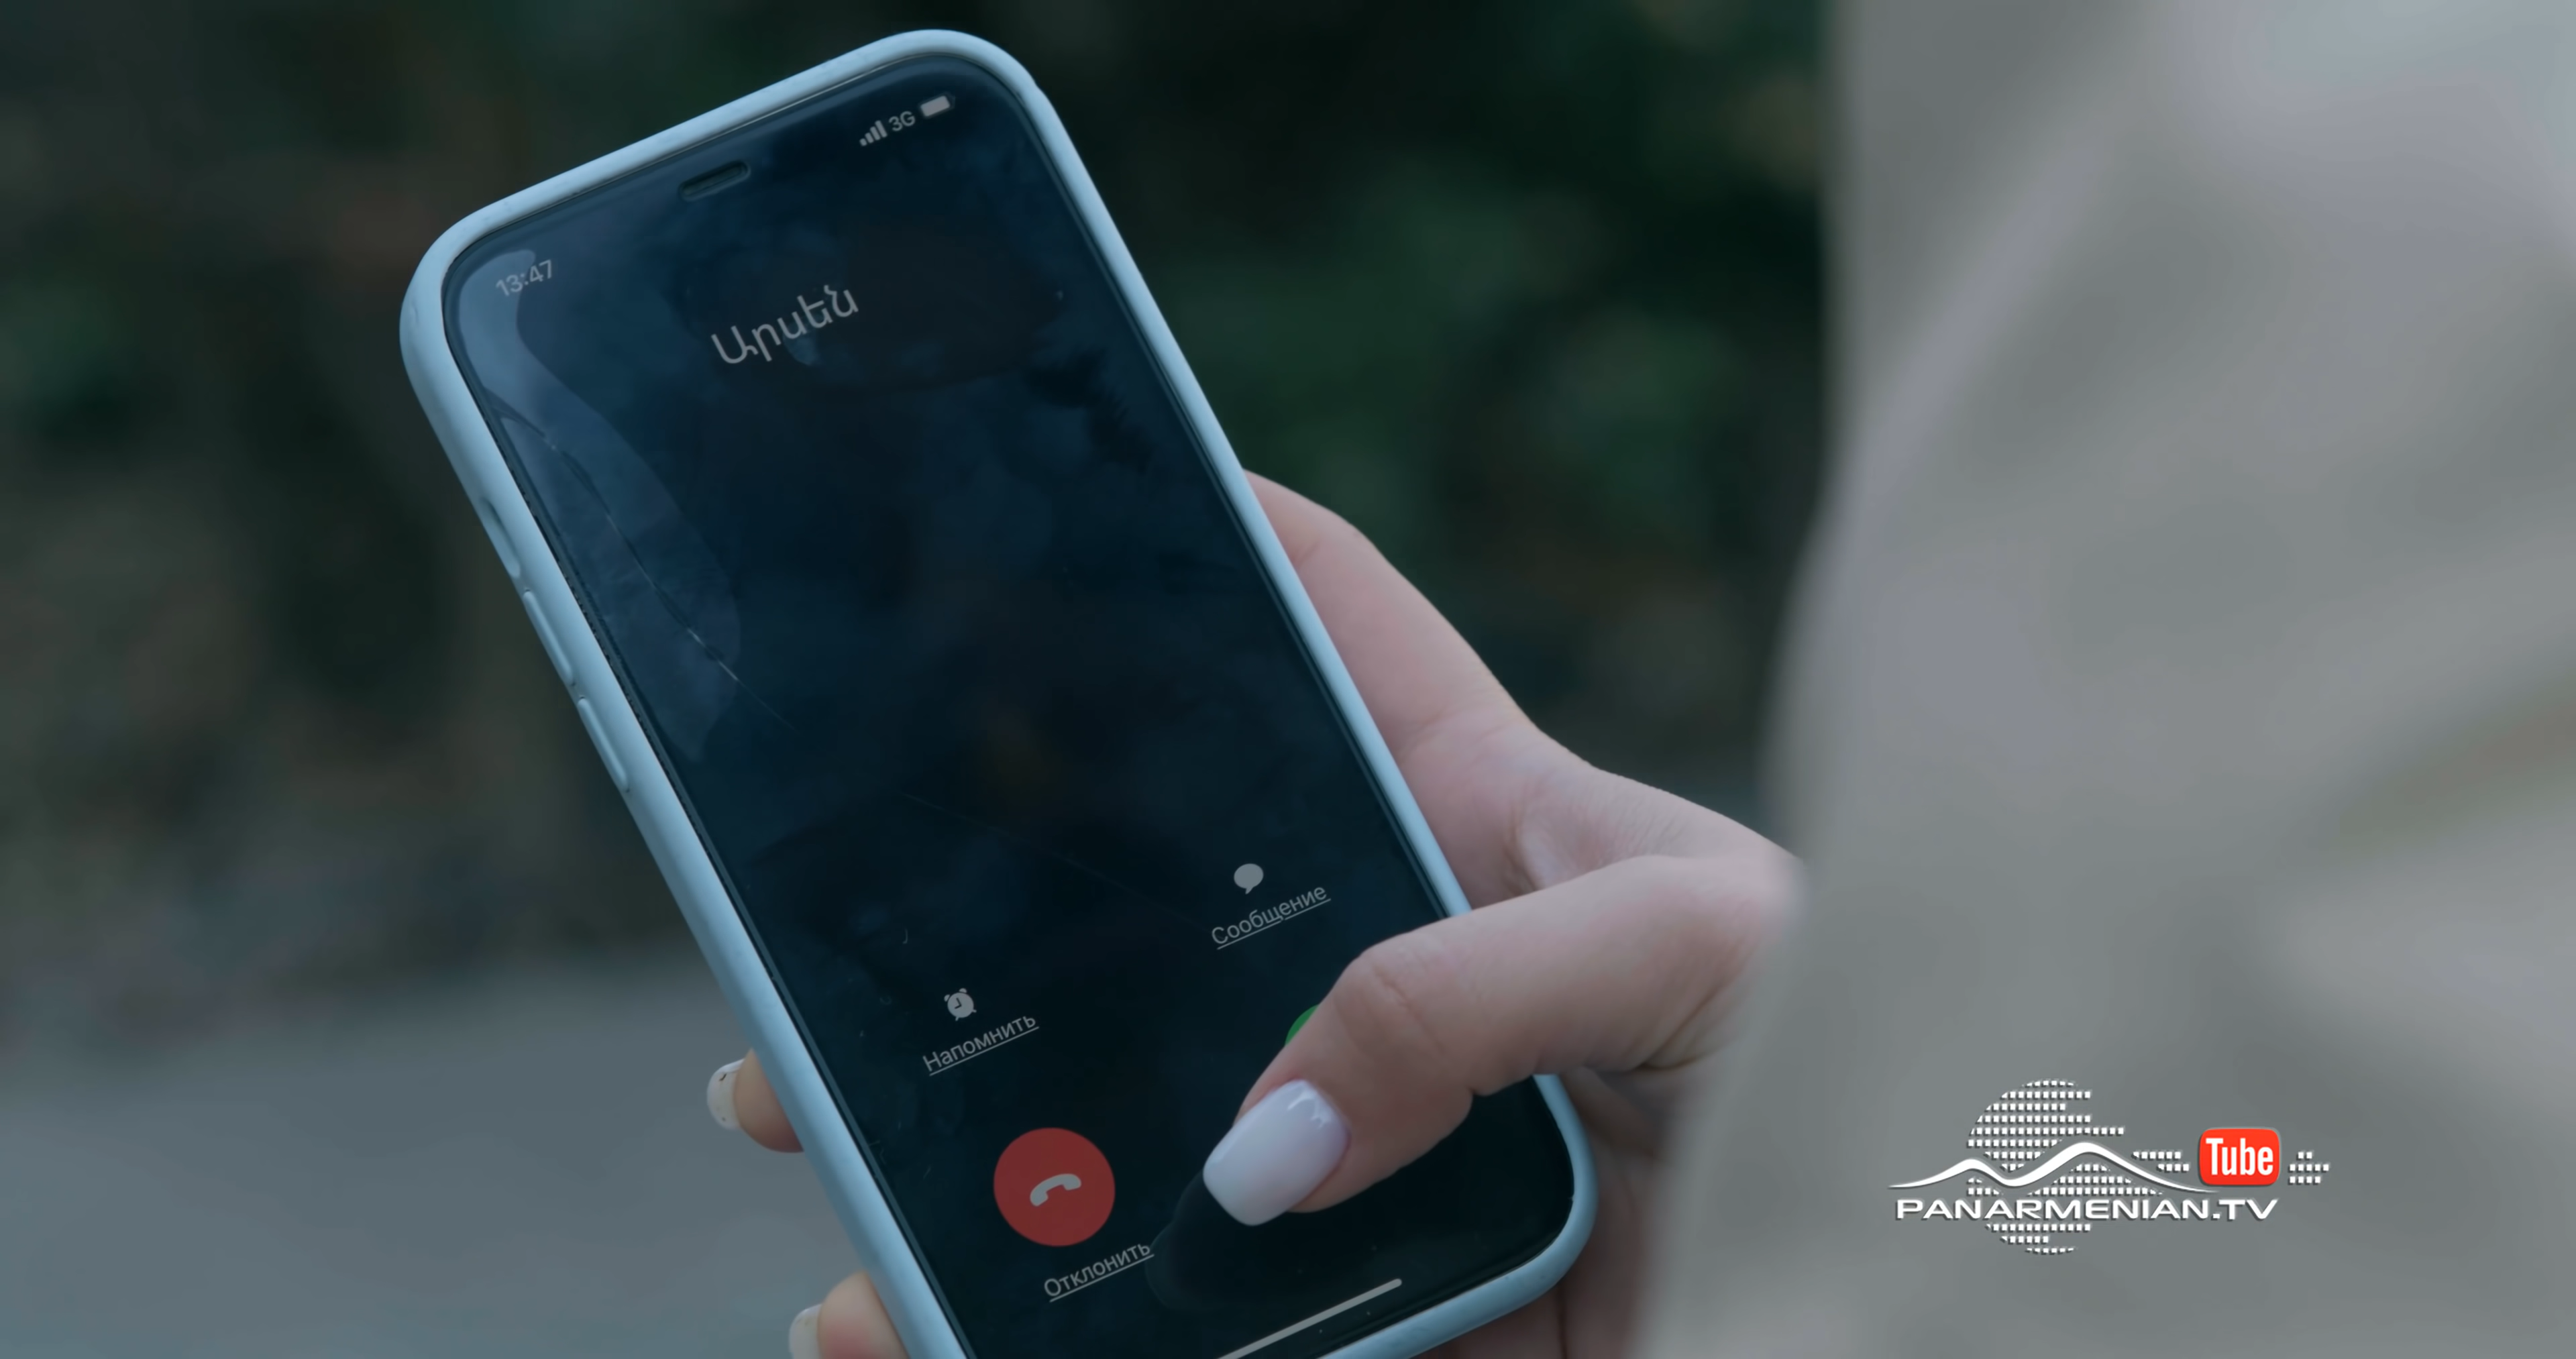 13:47
3G
Արսեն
Сообщение
Напомнить
Отклонить
Tube
PANARMENIAN.TV